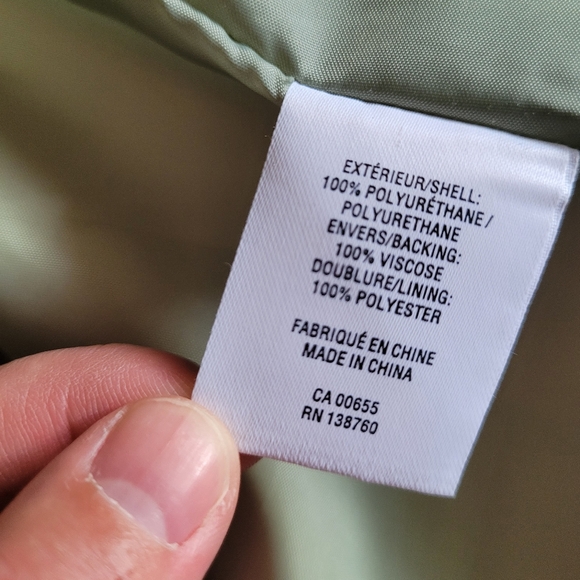 EXTÉRIEUR/SHELL:
100% POLYURÉTHANE /
POLYURETHANE
ENVERS/BACKING:
100% VISCOSE
DOUBLURE/LINING:
100% POLYESTER
FABRIQUÉ EN CHINE
MADE IN CHINA
CA 00655
RN 138760